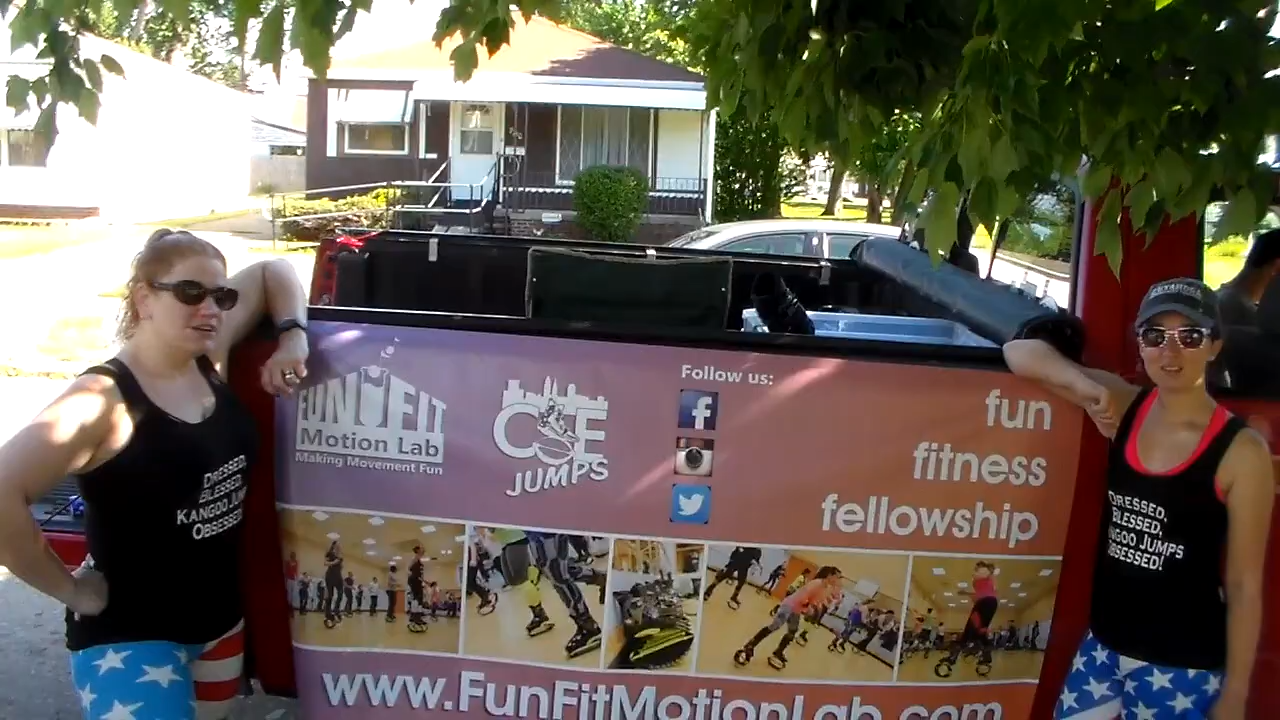 FUN FIT
Motion Lab
Making Movement Fun
CLE
JUMPS
Follow us:
f
fun
fitness
fellowship
www.FunFitMotionLab.com
DRESSED,
BLESSED,
KANGOO JUM
OBSESSED!
DRESSED,
BLESSED,
KANGOO JUMPS
OBSESSED!